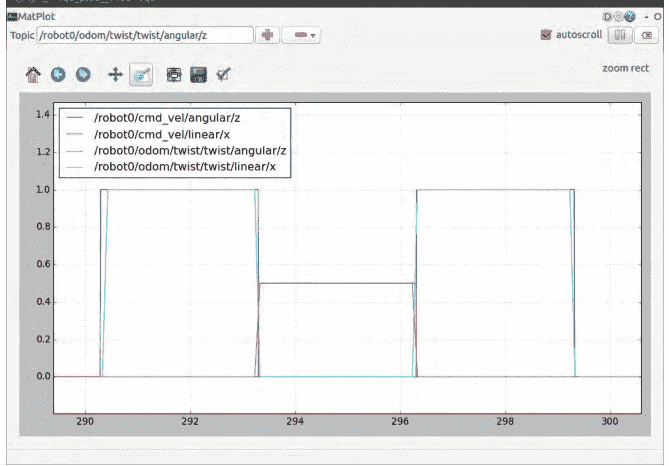 MatPlot
D
- O
Topic /robot0/odom/twist/twist/angular/z
autoscroll
zoom rect
/robot0/cmd_vel/angular/z
/robot0/cmd_vel/linear/x
/robot0/odom/twist/twist/angular/z
/robot0/odom/twist/twist/linear/x
1.4
1.2
1.0
0.8
0.6
0.4
0.2
0.0
290 292 294 296 298 300